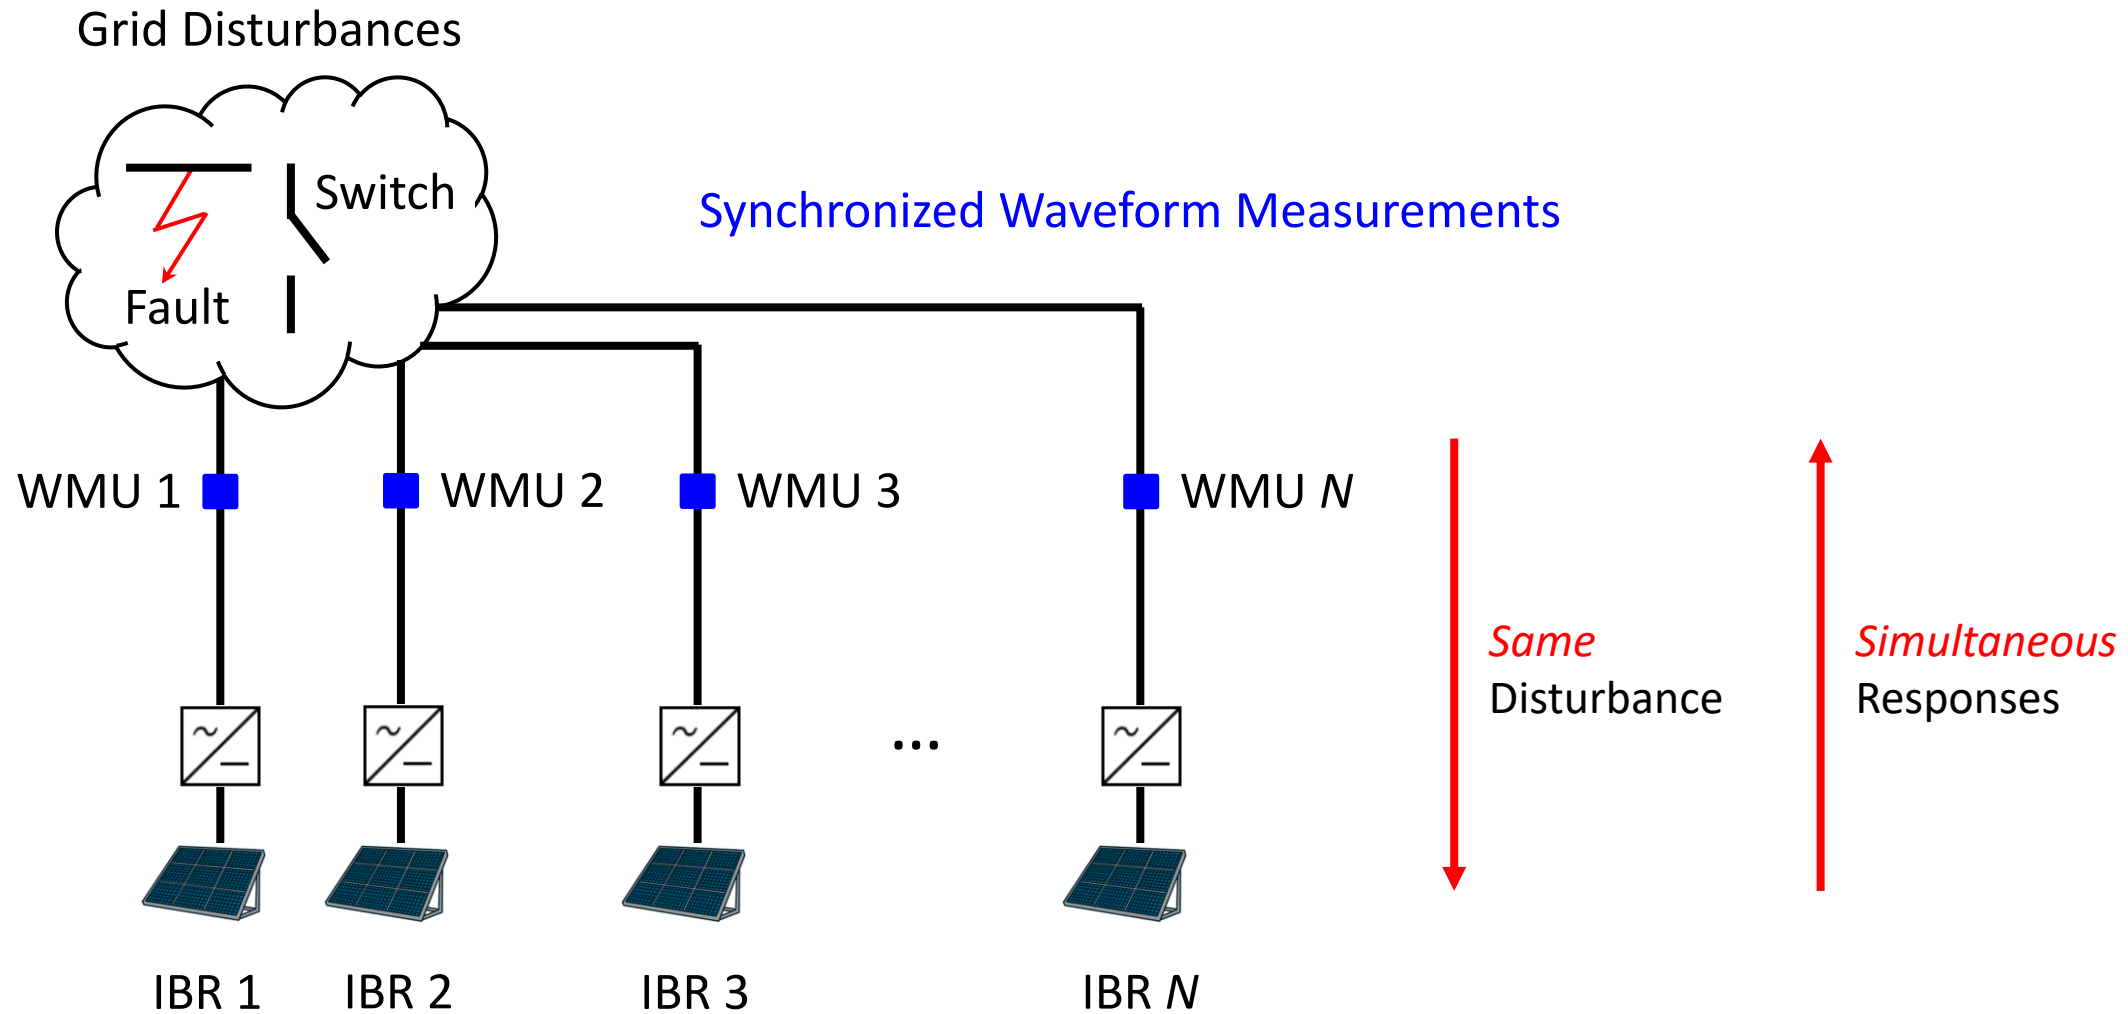 Grid Disturbances
Switch
Fault
Synchronized Waveform Measurements
WMU 1
WMU 2
WMU 3
WMU N
Same
Disturbance
Simultaneous
Responses
...
IBR 1
IBR 2
IBR 3
IBR N